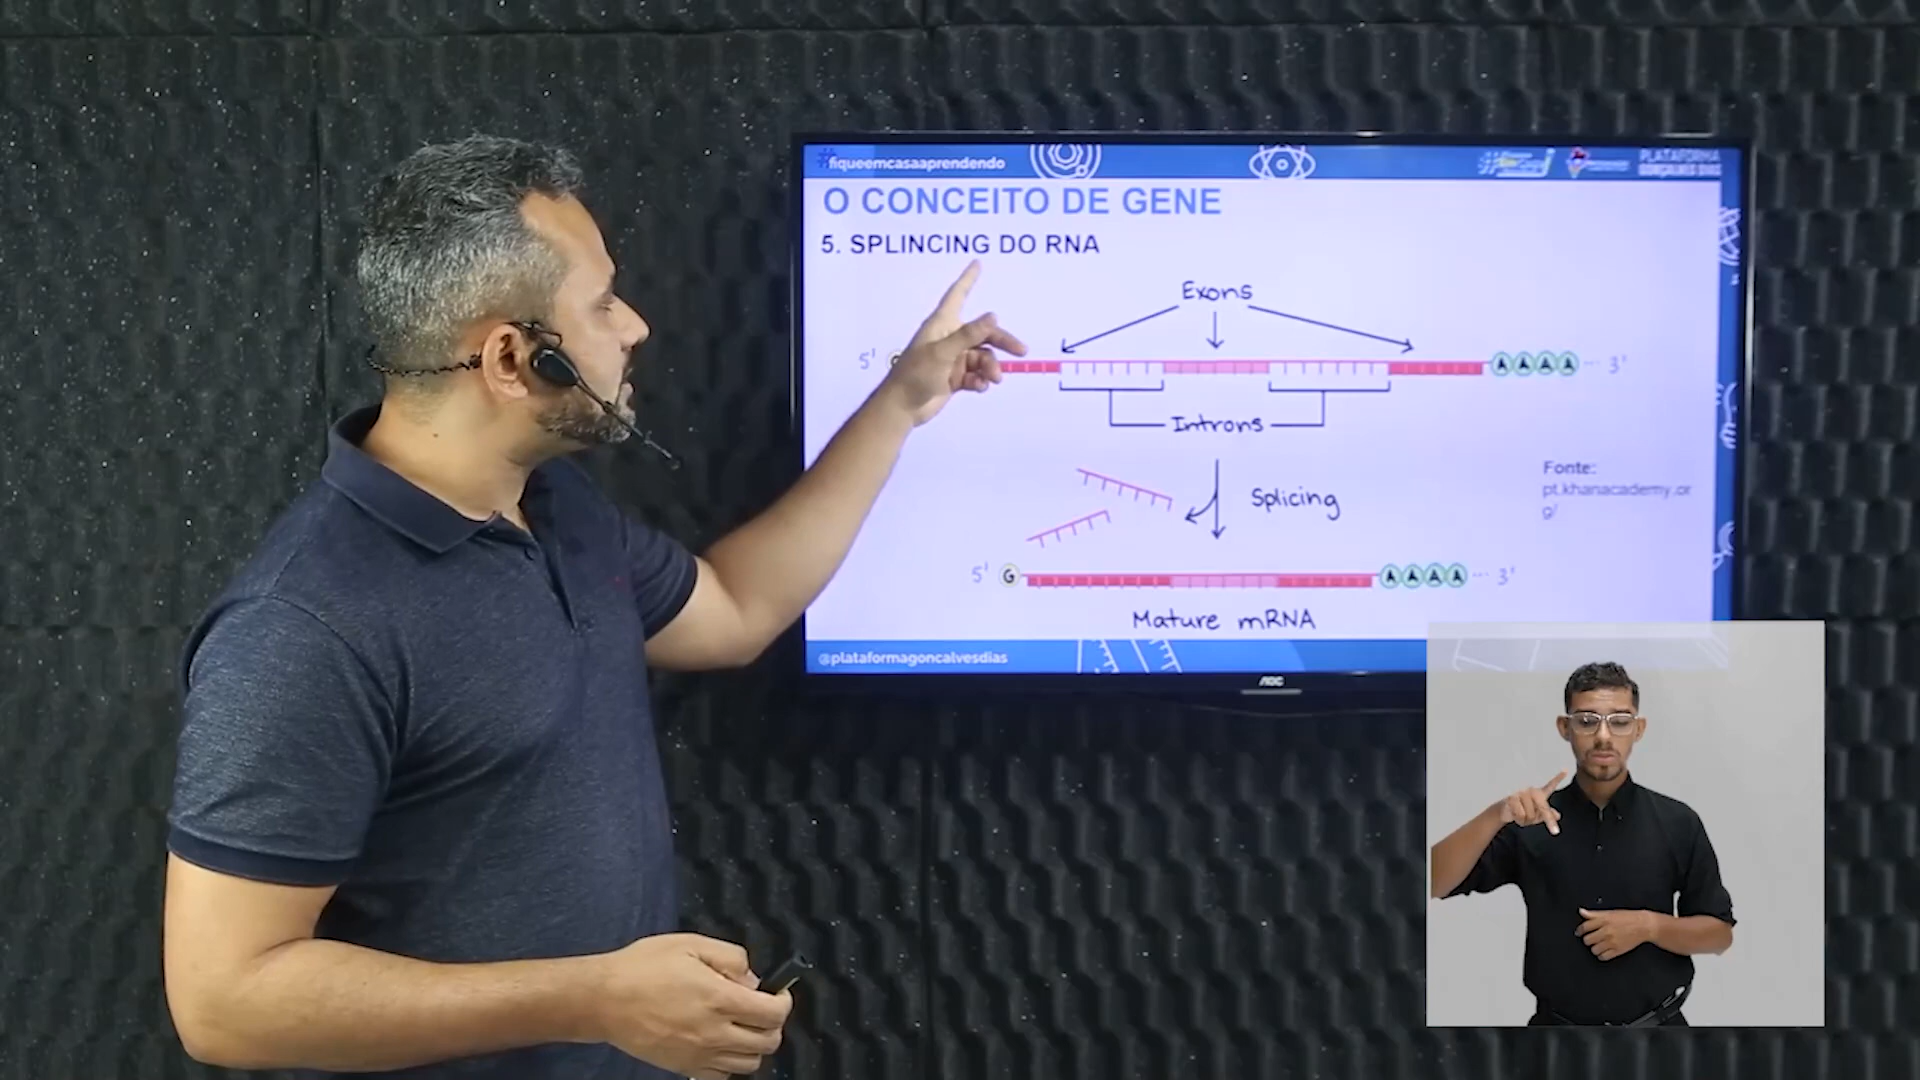 #fiqueemcasaaprendendo
PLATAFORMA
GONÇALVES DIAS
O CONCEITO DE GENE
5. SPLINCING DO RNA
Exons
5' A A A A ... 3'
Introns
Fonte:
pt.khanacademy.or
g/
Splicing
5' G A A A A ... 3'
Mature mRNA
@plataformagoncalvesdias
AOC